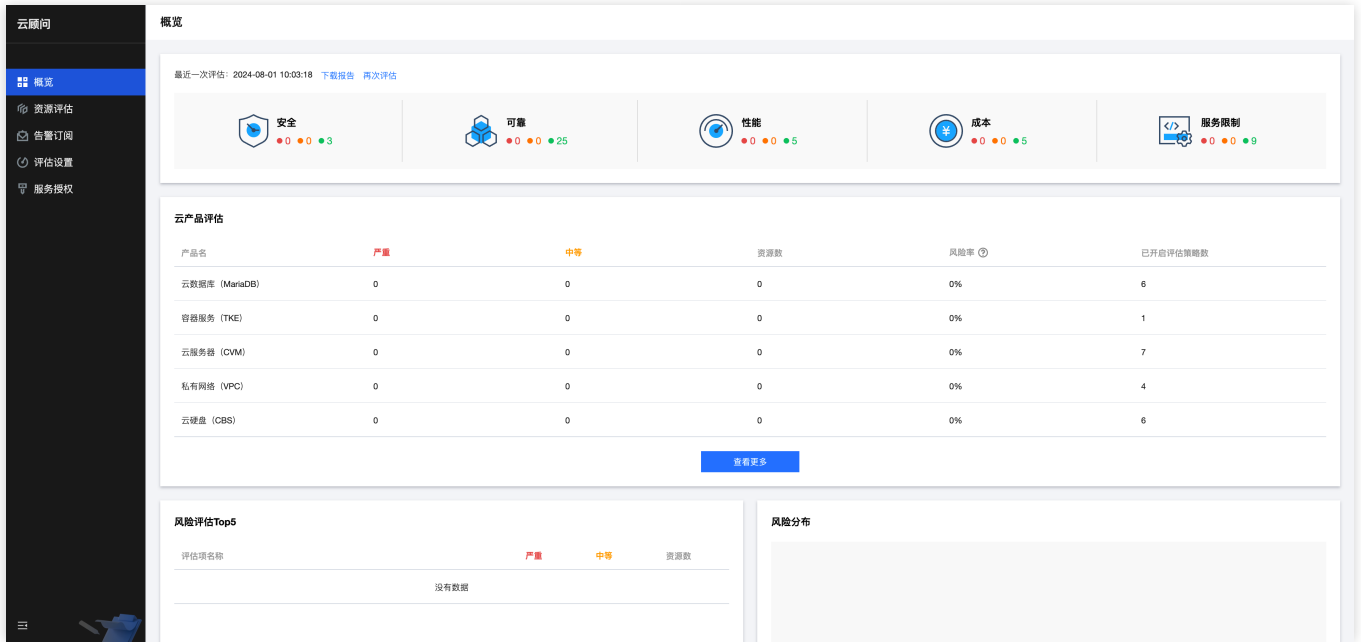 云顾问
概览
概览
资源评估
告警订阅
评估设置
服务授权
最近一次评估：2024-08-01 10:03:18 下载报告 再次评估
安全
0 0 3
可靠
0 0 25
性能
0 0 5
成本
0 0 5
服务限制
0 0 9
云产品评估
产品名 严重 中等 资源数 风险率 已开启评估策略数
云数据库（MariaDB） 0 0 0 0% 6
容器服务（TKE） 0 0 0 0% 1
云服务器（CVM） 0 0 0 0% 7
私有网络（VPC） 0 0 0 0% 4
云硬盘（CBS） 0 0 0 0% 6
查看更多
风险评估Top5
评估项名称 严重 中等 资源数
没有数据
风险分布